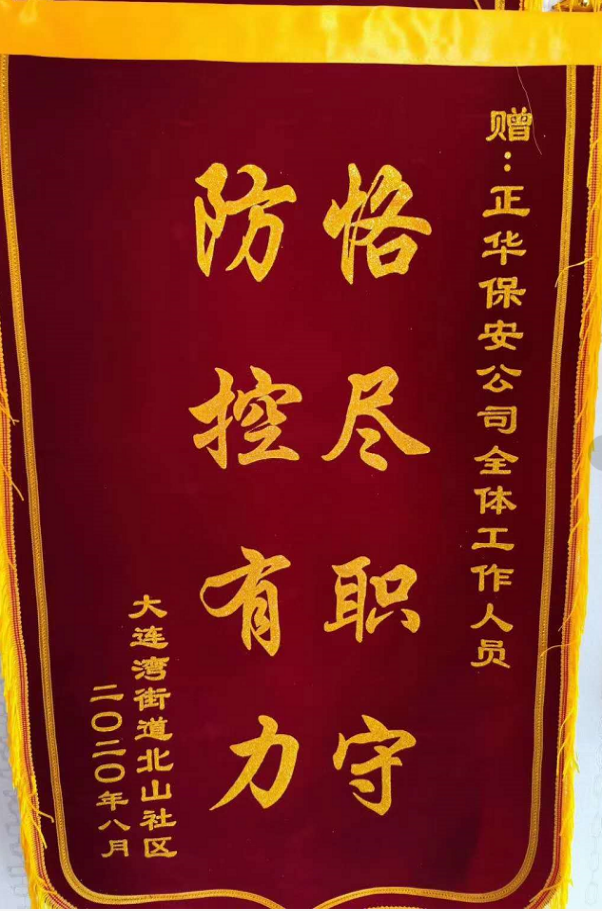 赠：正华保安公司全体工作人员
恪尽职守
防控有力
大连湾街道北山社区
二〇二〇年八月